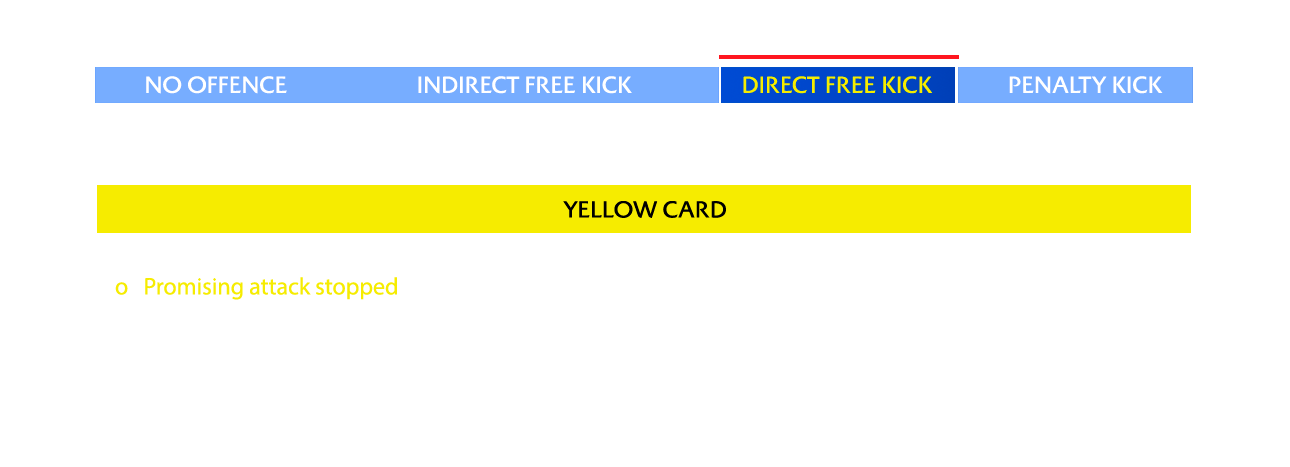 NO OFFENCE INDIRECT FREE KICK DIRECT FREE KICK PENALTY KICK
YELLOW CARD
o Promising attack stopped